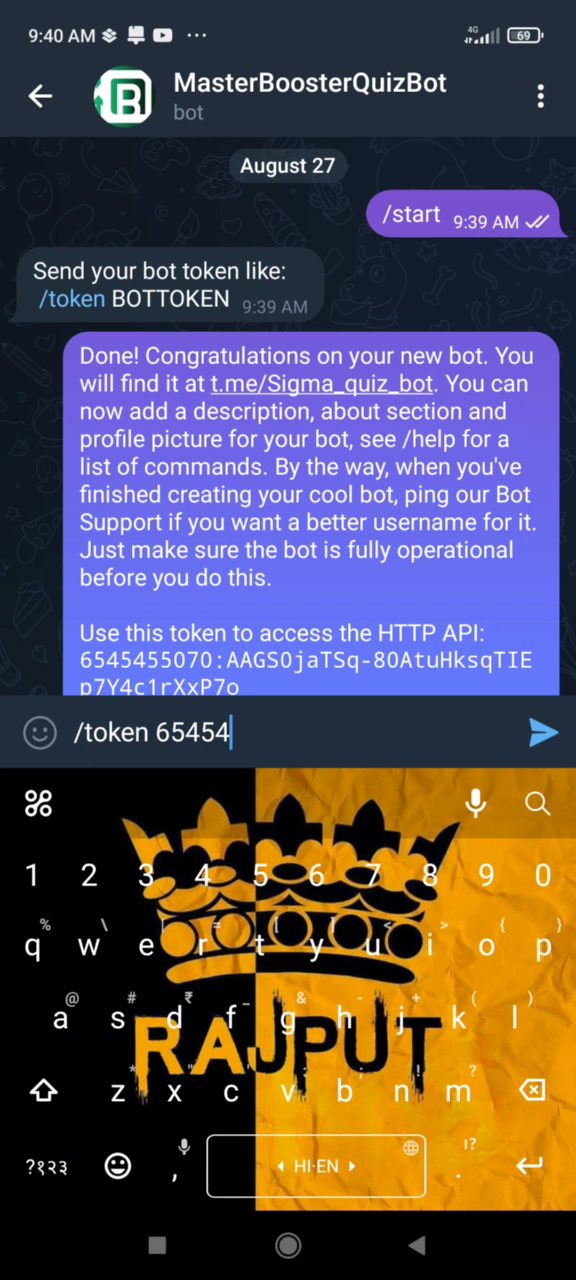 9:40 AM ... 4G 69
MasterBoosterQuizBot
bot
August 27
/start 9:39 AM
Send your bot token like:
/token BOTTOKEN 9:39 AM
Done! Congratulations on your new bot. You
will find it at t.me/Sigma_quiz_bot. You can
now add a description, about section and
profile picture for your bot, see /help for a
list of commands. By the way, when you've
finished creating your cool bot, ping our Bot
Support if you want a better username for it.
Just make sure the bot is fully operational
before you do this.
Use this token to access the HTTP API:
6545455070:AAGS0jaTSq-80AtuHksqTIE
p7Y4c1rXxP7o
/token 65454
1 2 3 4 5 6 7 8 9 0
% \ = [ ] < > { }
q w e r t y u i o p
@ # ₹ _ & - + ( )
a s d f g h j k l
RAJPUT
z x c v b n m
?१२३ , HI·EN . !?